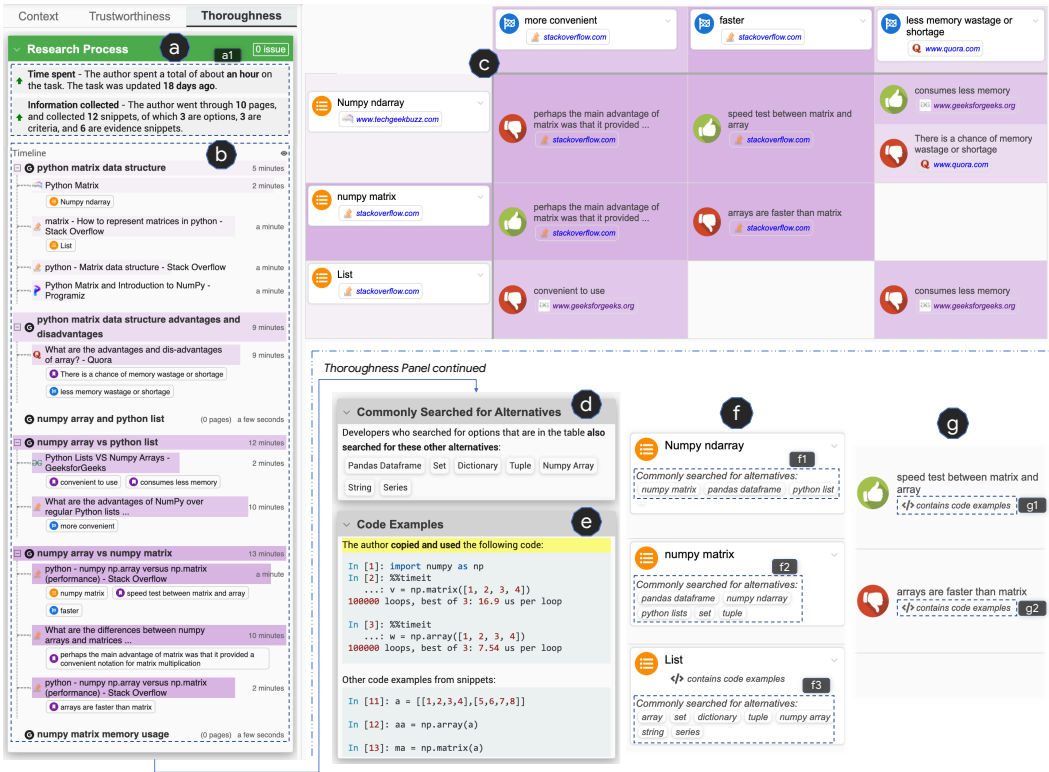 Context Trustworthiness Thoroughness
Research Process
a
0 issue
a1
Time spent - The author spent a total of about an hour on
the task. The task was updated 18 days ago.
Information collected - The author went through 10 pages,
and collected 12 snippets, of which 3 are options, 3 are
criteria, and 6 are evidence snippets.
Timeline
b
python matrix data structure 5 minutes
Python Matrix 2 minutes
Numpy ndarray
matrix - How to represent matrices in python -
Stack Overflow a minute
List
python - Matrix data structure - Stack Overflow a minute
Python Matrix and Introduction to NumPy -
Programiz a minute
python matrix data structure advantages and
disadvantages 9 minutes
What are the advantages and dis-advantages
of array? - Quora 9 minutes
There is a chance of memory wastage or shortage
less memory wastage or shortage
numpy array and python list (0 pages) a few seconds
numpy array vs python list 12 minutes
Python Lists VS Numpy Arrays -
GeeksforGeeks 2 minutes
convenient to use consumes less memory
What are the advantages of NumPy over
regular Python lists ... 10 minutes
more convenient
numpy array vs numpy matrix 13 minutes
python - numpy np.array versus np.matrix
(performance) - Stack Overflow a minute
numpy matrix speed test between matrix and array
faster
What are the differences between numpy
arrays and matrices ... 10 minutes
perhaps the main advantage of matrix was that it provided a
convenient notation for matrix multiplication
python - numpy np.array versus np.matrix
(performance) - Stack Overflow 2 minutes
arrays are faster than matrix
numpy matrix memory usage (0 pages) a few seconds
c
more convenient
stackoverflow.com
faster
stackoverflow.com
less memory wastage or
shortage
www.quora.com
Numpy ndarray
www.techgeekbuzz.com
perhaps the main advantage of
matrix was that it provided ...
stackoverflow.com
speed test between matrix and
array
stackoverflow.com
consumes less memory
www.geeksforgeeks.org
There is a chance of memory
wastage or shortage
www.quora.com
numpy matrix
stackoverflow.com
perhaps the main advantage of
matrix was that it provided ...
stackoverflow.com
arrays are faster than matrix
stackoverflow.com
List
stackoverflow.com
convenient to use
www.geeksforgeeks.org
consumes less memory
www.geeksforgeeks.org
Thoroughness Panel continued
d
Commonly Searched for Alternatives
Developers who searched for options that are in the table also
searched for these other alternatives:
Pandas Dataframe Set Dictionary Tuple Numpy Array
String Series
e
Code Examples
The author copied and used the following code:
In [1]: import numpy as np
In [2]: %%timeit
...: v = np.matrix([1, 2, 3, 4])
100000 loops, best of 3: 16.9 us per loop
In [3]: %%timeit
...: w = np.array([1, 2, 3, 4])
100000 loops, best of 3: 7.54 us per loop
Other code examples from snippets:
In [11]: a = [[1,2,3,4],[5,6,7,8]]
In [12]: aa = np.array(a)
In [13]: ma = np.matrix(a)
f
Numpy ndarray
f1
Commonly searched for alternatives:
numpy matrix pandas dataframe python list
numpy matrix
f2
Commonly searched for alternatives:
pandas dataframe numpy ndarray
python lists set tuple
List
</> contains code examples
f3
Commonly searched for alternatives:
array set dictionary tuple numpy array
string series
g
speed test between matrix and
array
</> contains code examples g1
arrays are faster than matrix
</> contains code examples g2